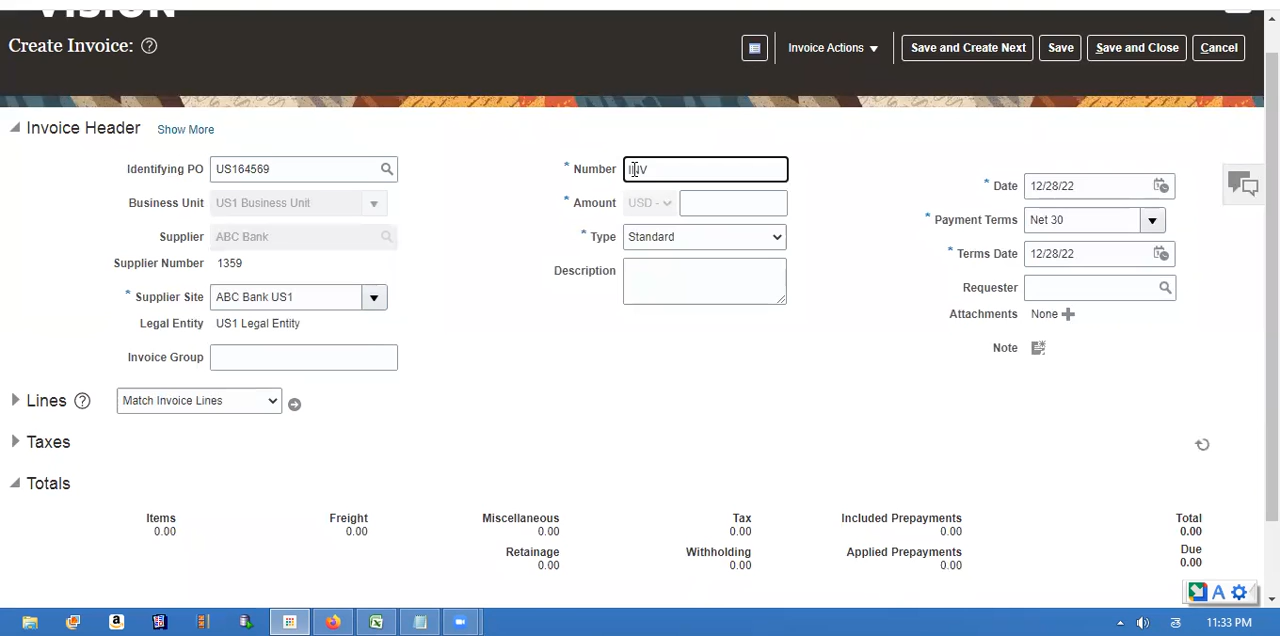 VISION
Create Invoice:
Invoice Actions
Save and Create Next
Save
Save and Close
Cancel
Invoice Header
Show More
Identifying PO US164569
Business Unit US1 Business Unit
Supplier ABC Bank
Supplier Number 1359
* Supplier Site ABC Bank US1
Legal Entity US1 Legal Entity
Invoice Group
* Number INV
* Amount USD -
* Type Standard
Description
* Date 12/28/22
* Payment Terms Net 30
* Terms Date 12/28/22
Requester
Attachments None
Note
Lines
Match Invoice Lines
Taxes
Totals
Items Freight Miscellaneous Tax Included Prepayments Total
0.00 0.00 0.00 0.00 0.00 0.00
Retainage Withholding Applied Prepayments Due
0.00 0.00 0.00 0.00
A
11:33 PM